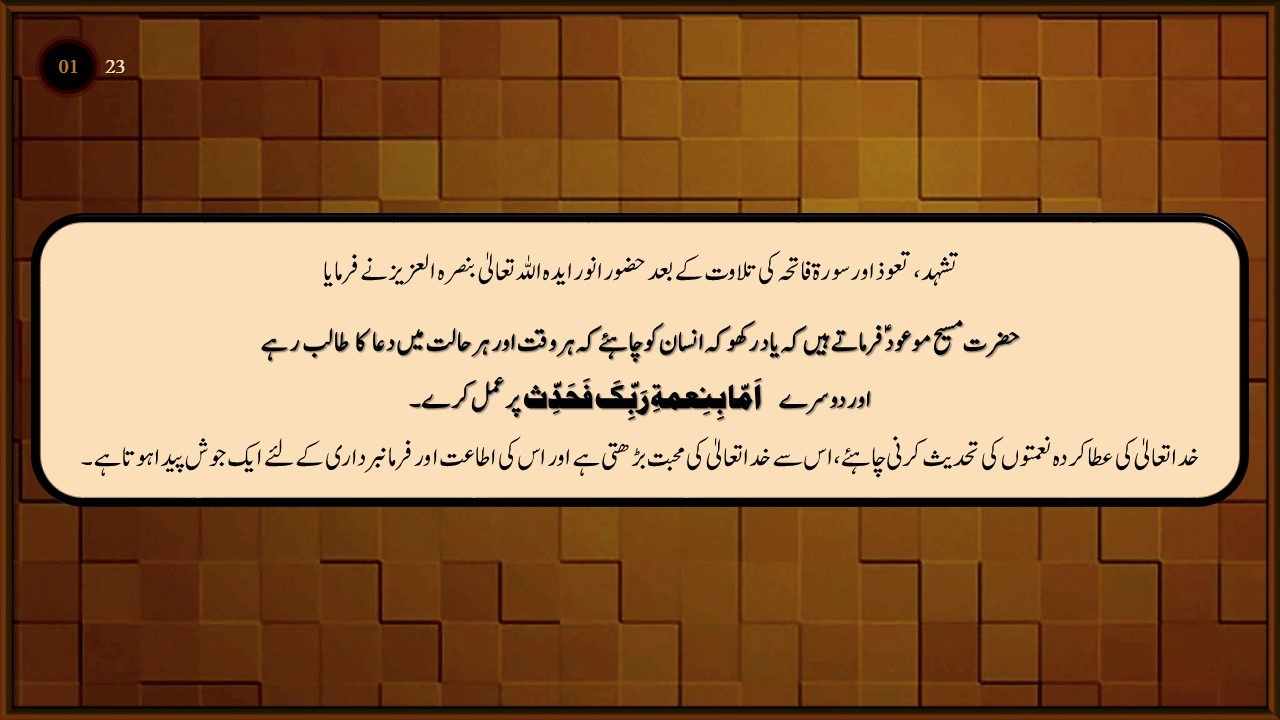 01 23
تشہد، تعوذ اور سورۃ فاتحہ کی تلاوت کے بعد حضور انور ایدہ اللہ تعالیٰ بنصرہ العزیز نے فرمایا
حضرت مسیح موعودؑ فرماتے ہیں کہ یاد رکھو کہ انسان کو چاہئے کہ ہر وقت اور ہر حالت میں دعا کا طالب رہے
اور دوسرے اَمَّا بِنِعمۃِ رَبِّکَ فَحَدِّث پر عمل کرے۔
خدا تعالیٰ کی عطا کردہ نعمتوں کی تحدیث کرنی چاہئے، اس سے خدا تعالیٰ کی محبت بڑھتی ہے اور اس کی اطاعت اور فرمانبرداری کے لئے ایک جوش پیدا ہوتا ہے۔